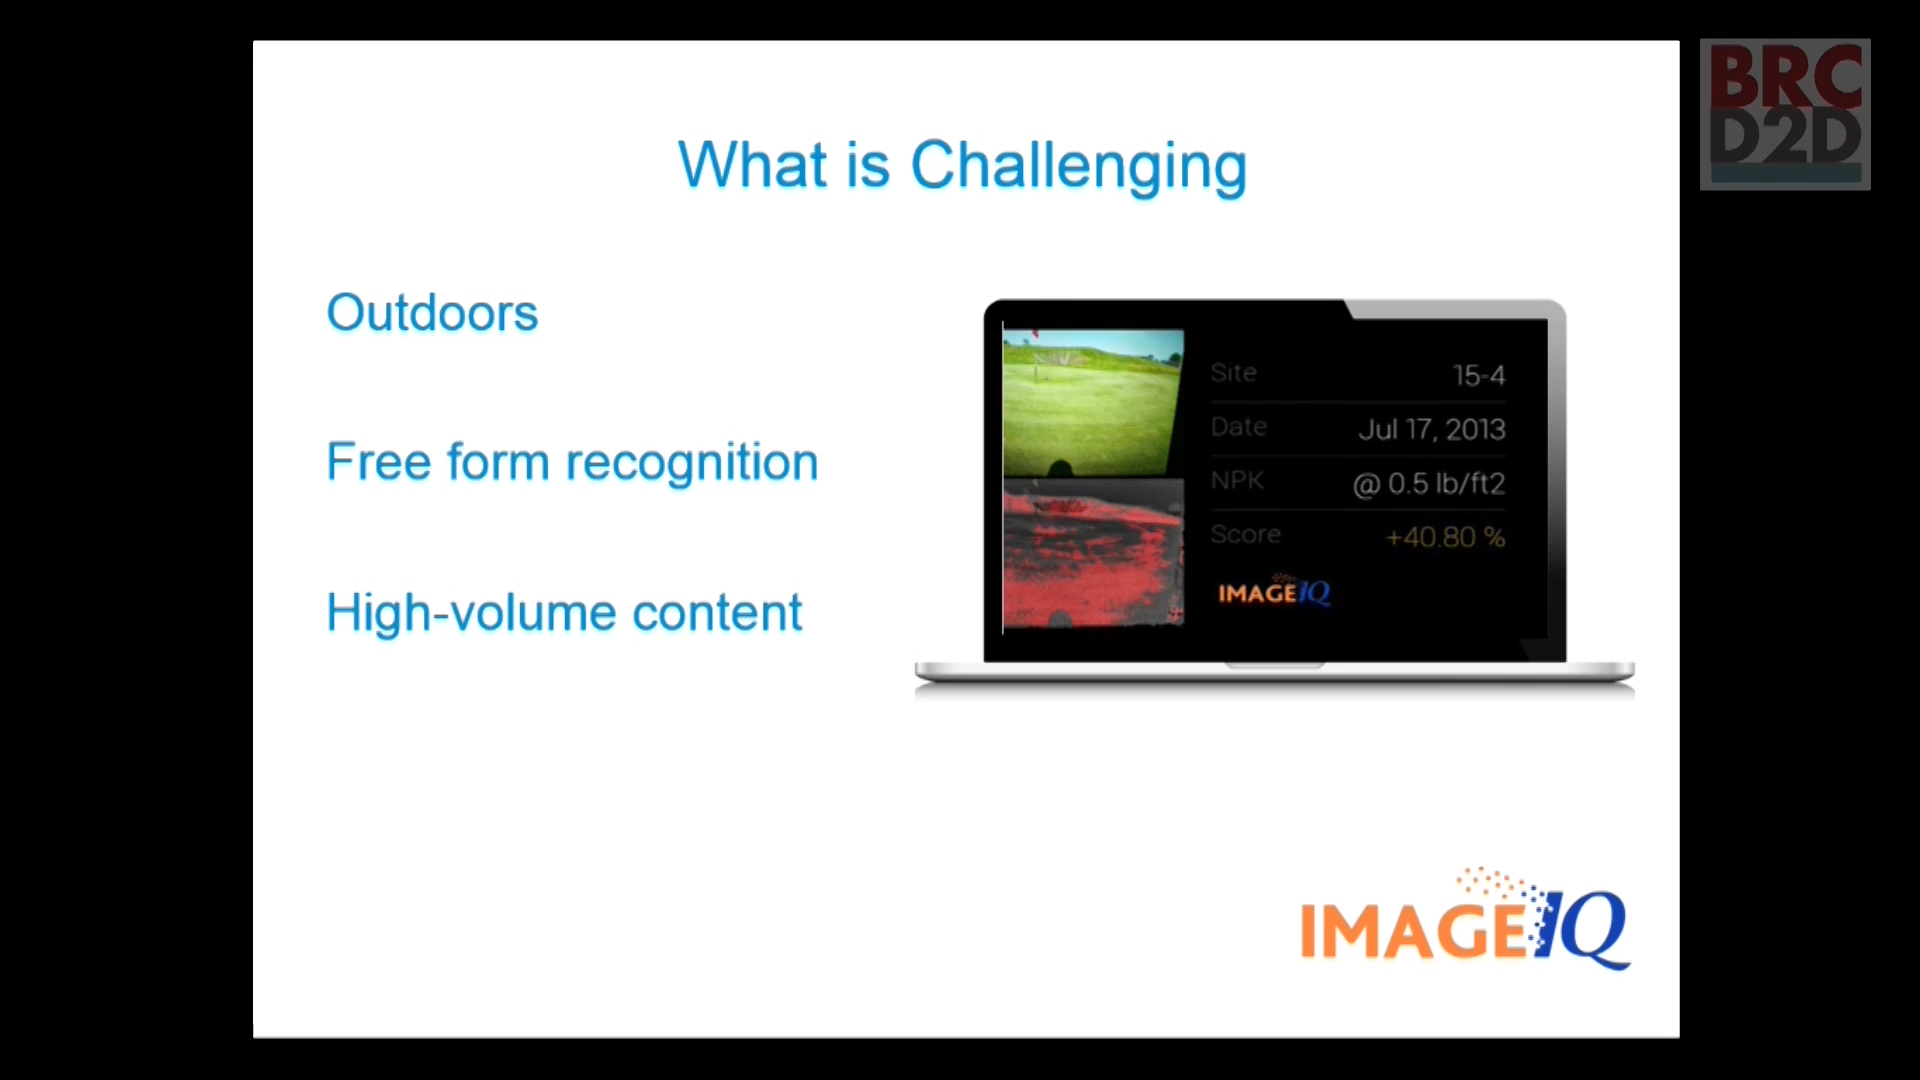 BRC
D2D
What is Challenging
Outdoors
Free form recognition
High-volume content
Site 15-4
Date Jul 17, 2013
NPK @ 0.5 lb/ft2
Score +40.80 %
IMAGEIQ
IMAGEIQ